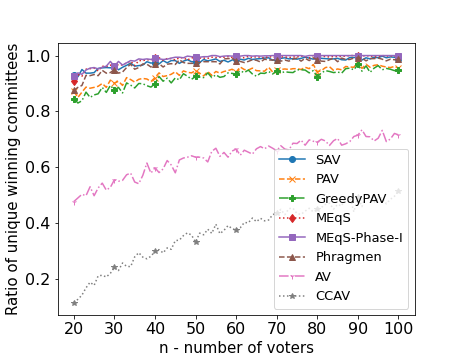 Ratio of unique winning committees
1.0
0.8
0.6
0.4
0.2
20 30 40 50 60 70 80 90 100
n - number of voters
SAV
PAV
GreedyPAV
MEqS
MEqS-Phase-I
Phragmen
AV
CCAV